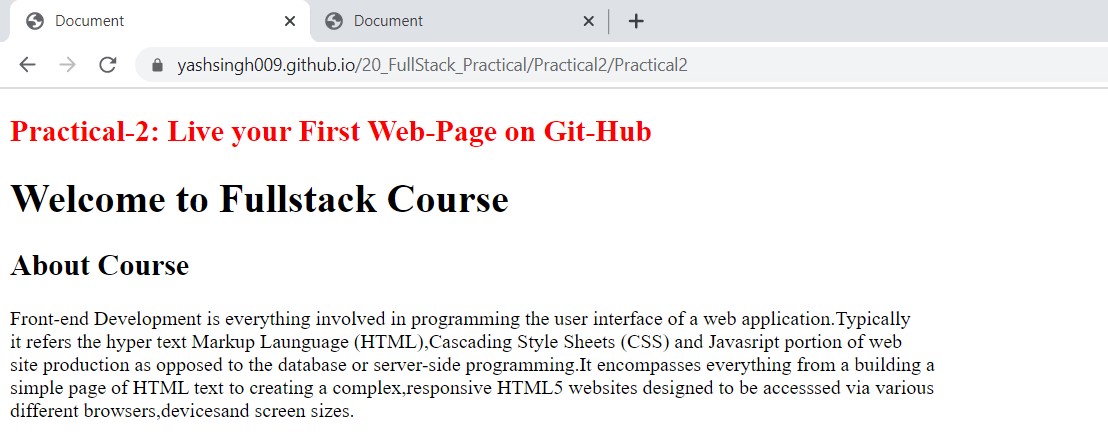 Document
Document
yashsingh009.github.io/20_FullStack_Practical/Practical2/Practical2
Practical-2: Live your First Web-Page on Git-Hub
Welcome to Fullstack Course
About Course
Front-end Development is everything involved in programming the user interface of a web application.Typically
it refers the hyper text Markup Launguage (HTML),Cascading Style Sheets (CSS) and Javasript portion of web
site production as opposed to the database or server-side programming.It encompasses everything from a building a
simple page of HTML text to creating a complex,responsive HTML5 websites designed to be accesssed via various
different browsers,devicesand screen sizes.